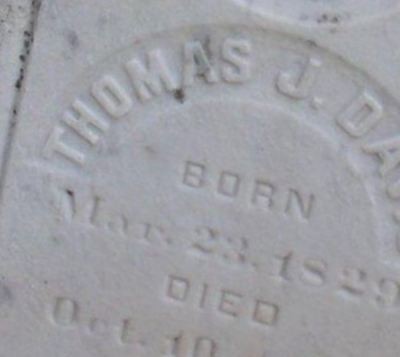 THOMAS J.
BORN
Mar. 23, 1829
DIED
Oct. 10